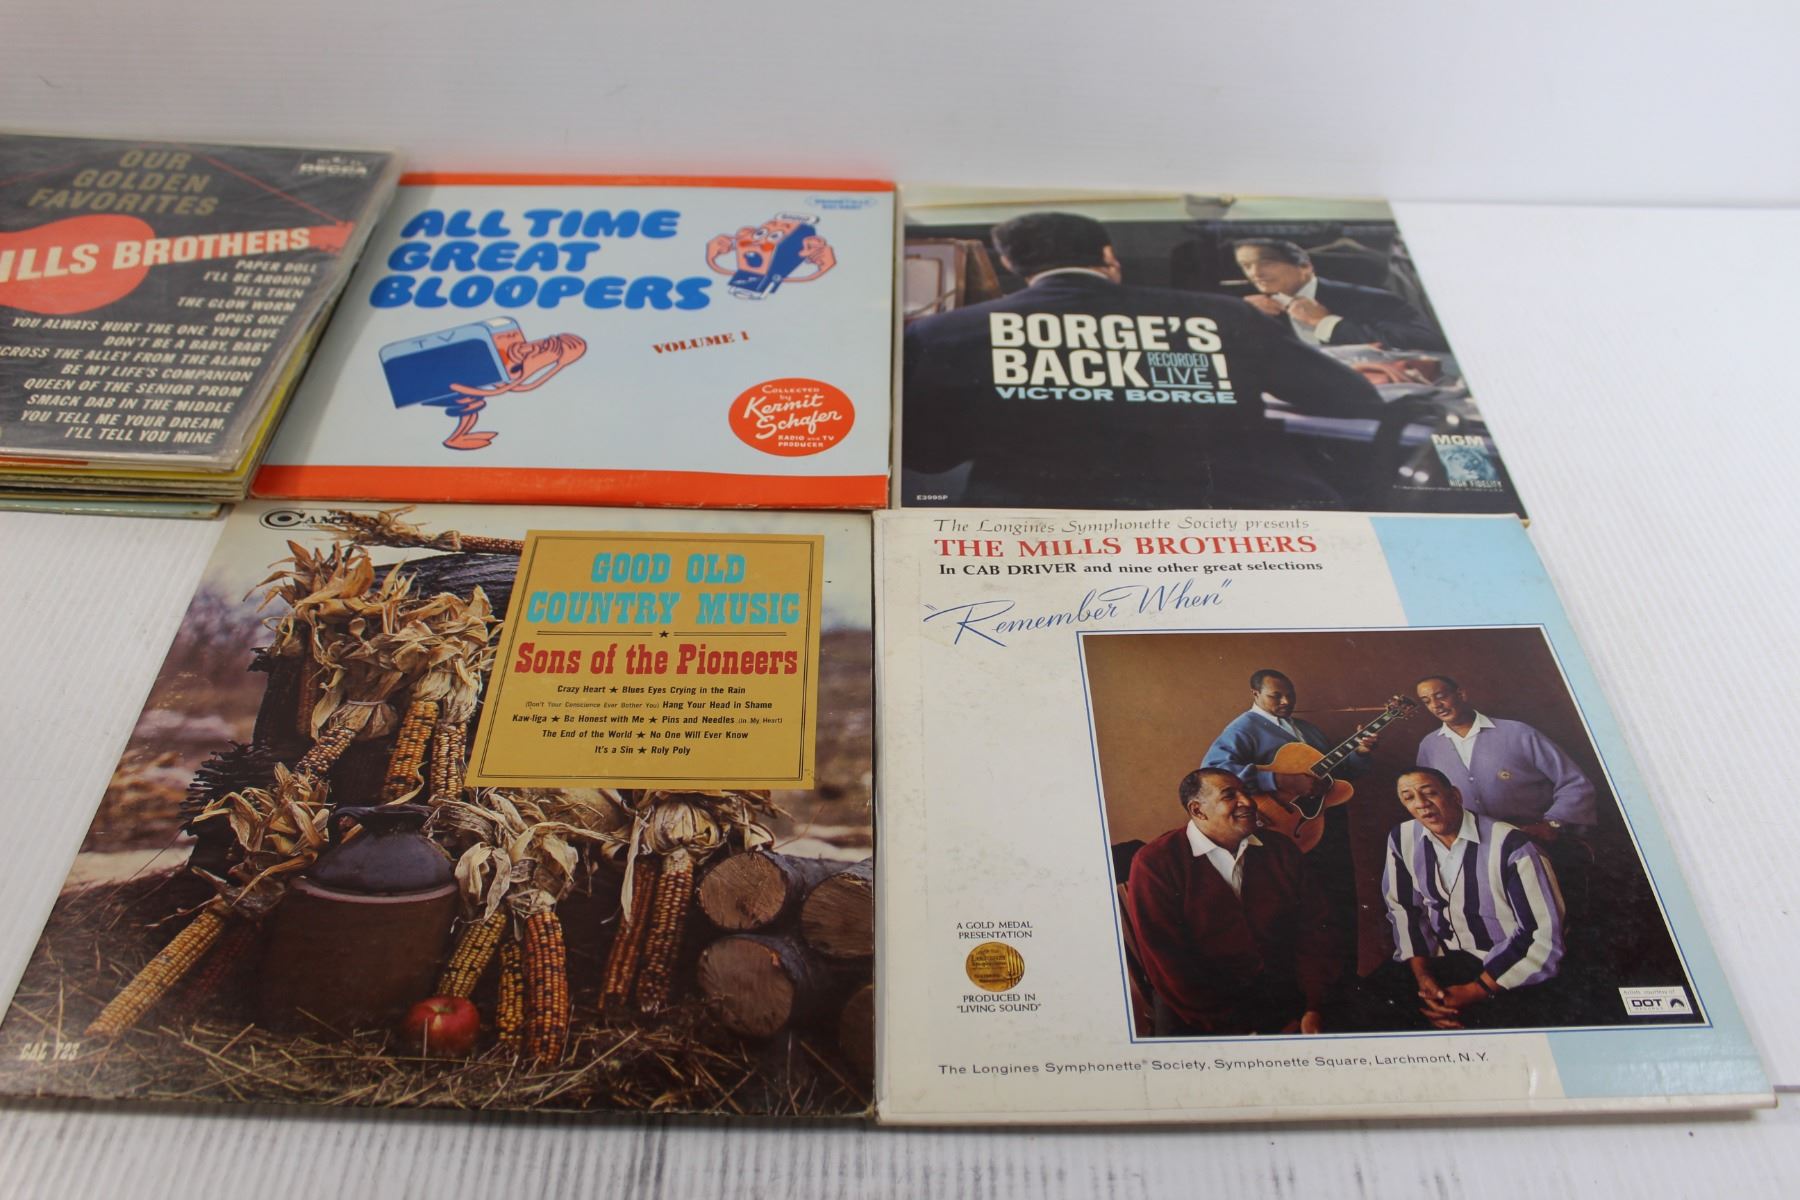 OUR
GOLDEN
FAVORITES
DECCA
ILLS BROTHERS
PAPER DOLL
I'LL BE AROUND
TILL THEN
THE GLOW WORM
OPUS ONE
YOU ALWAYS HURT THE ONE YOU LOVE
DON'T BE A BABY, BABY
CROSS THE ALLEY FROM THE ALAMO
BE MY LIFE'S COMPANION
QUEEN OF THE SENIOR PROM
SMACK DAB IN THE MIDDLE
YOU TELL ME YOUR DREAM,
I'LL TELL YOU MINE
ALL TIME
GREAT
BLOOPERS
VOLUME 1
TV
COLLECTED
by
Kermit
Schafer
RADIO and TV
PRODUCER
BORGE'S
BACK RECORDED LIVE!
VICTOR BORGE
MGM
HIGH FIDELITY
E3995P
CAMDEN
GOOD OLD
COUNTRY MUSIC
Sons of the Pioneers
Crazy Heart ★ Blues Eyes Crying in the Rain
(Don't Your Conscience Ever Bother You) Hang Your Head in Shame
Kaw-liga ★ Be Honest with Me ★ Pins and Needles (In My Heart)
The End of the World ★ No One Will Ever Know
It's a Sin ★ Roly Poly
CAL 723
The Longines Symphonette Society presents
THE MILLS BROTHERS
In CAB DRIVER and nine other great selections
"Remember When"
A GOLD MEDAL
PRESENTATION
PRODUCED IN
"LIVING SOUND"
Artists courtesy of
DOT
RECORDS
The Longines Symphonette® Society, Symphonette Square, Larchmont, N.Y.